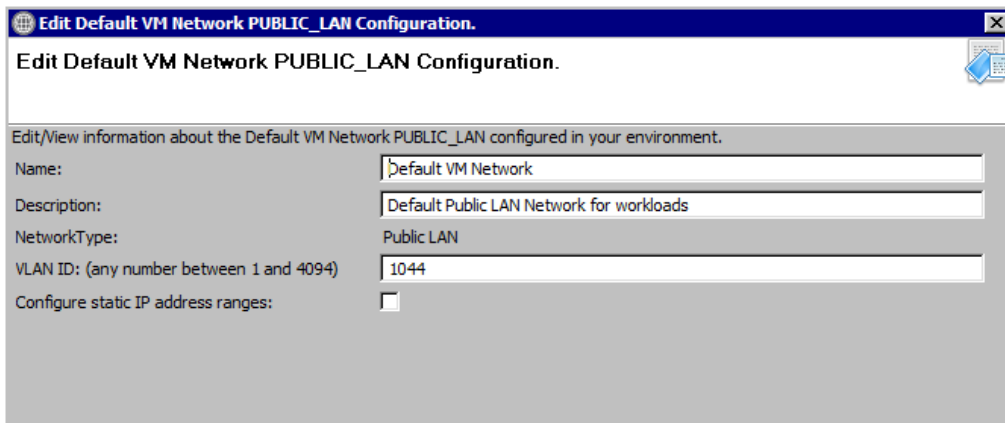 Edit Default VM Network PUBLIC_LAN Configuration.
Edit Default VM Network PUBLIC_LAN Configuration.
Edit/View information about the Default VM Network PUBLIC_LAN configured in your environment.
Name: Default VM Network
Description: Default Public LAN Network for workloads
NetworkType: Public LAN
VLAN ID: (any number between 1 and 4094) 1044
Configure static IP address ranges: